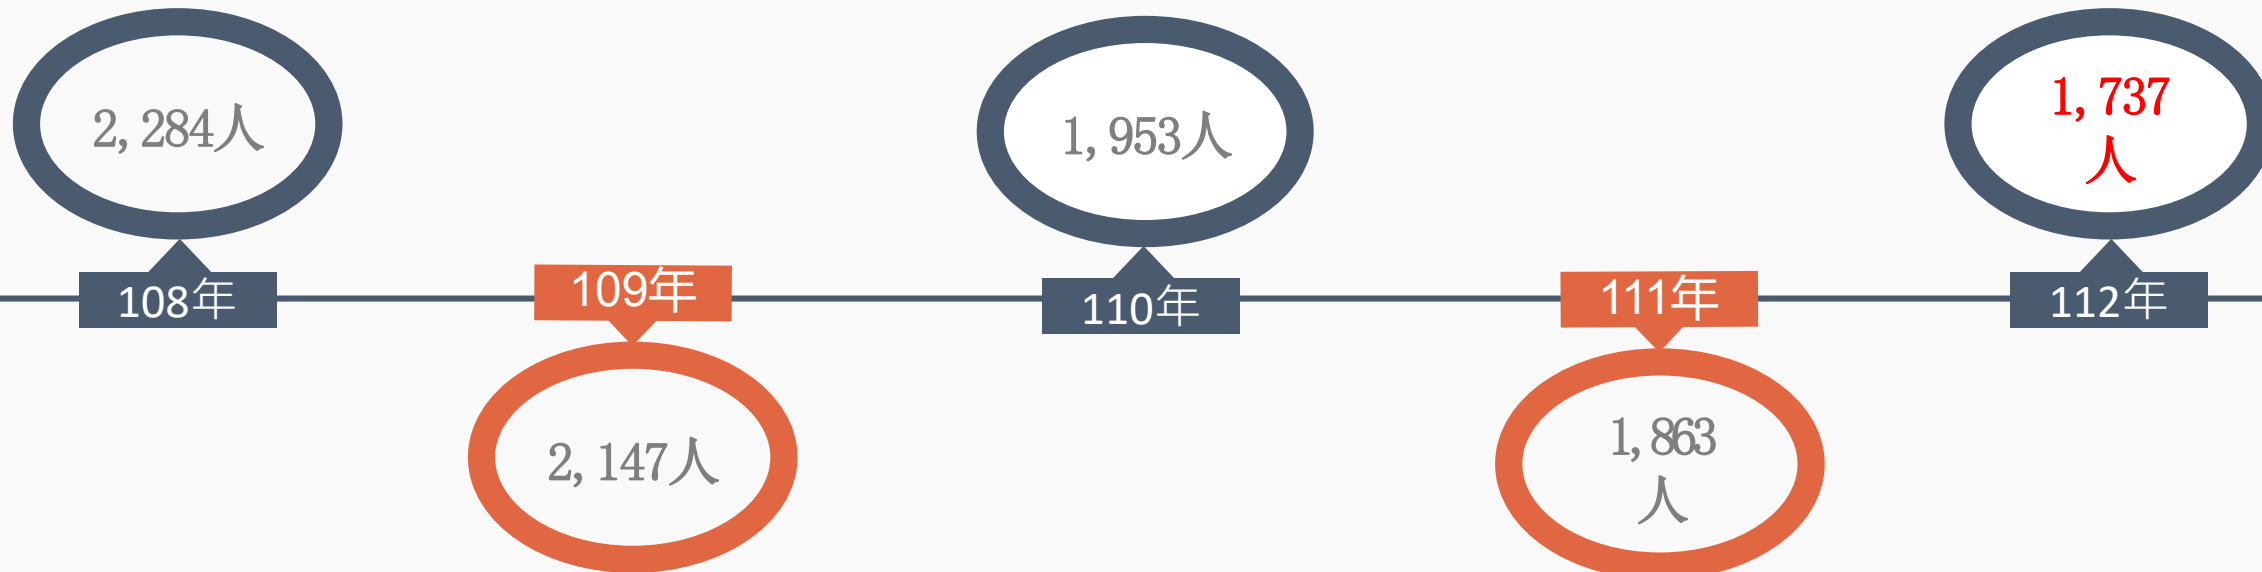 2,284人
108年
109年
2,147人
1,953人
110年
111年
1,863
人
1,737
人
112年